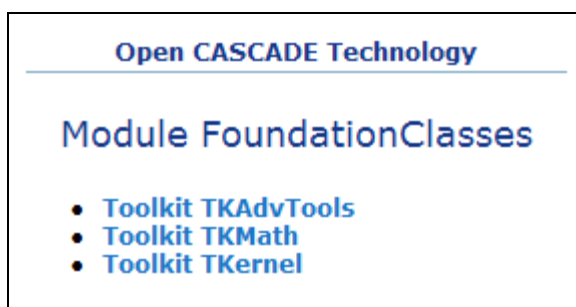 Open CASCADE Technology
Module FoundationClasses
Toolkit TKAdvTools
Toolkit TKMath
Toolkit TKernel